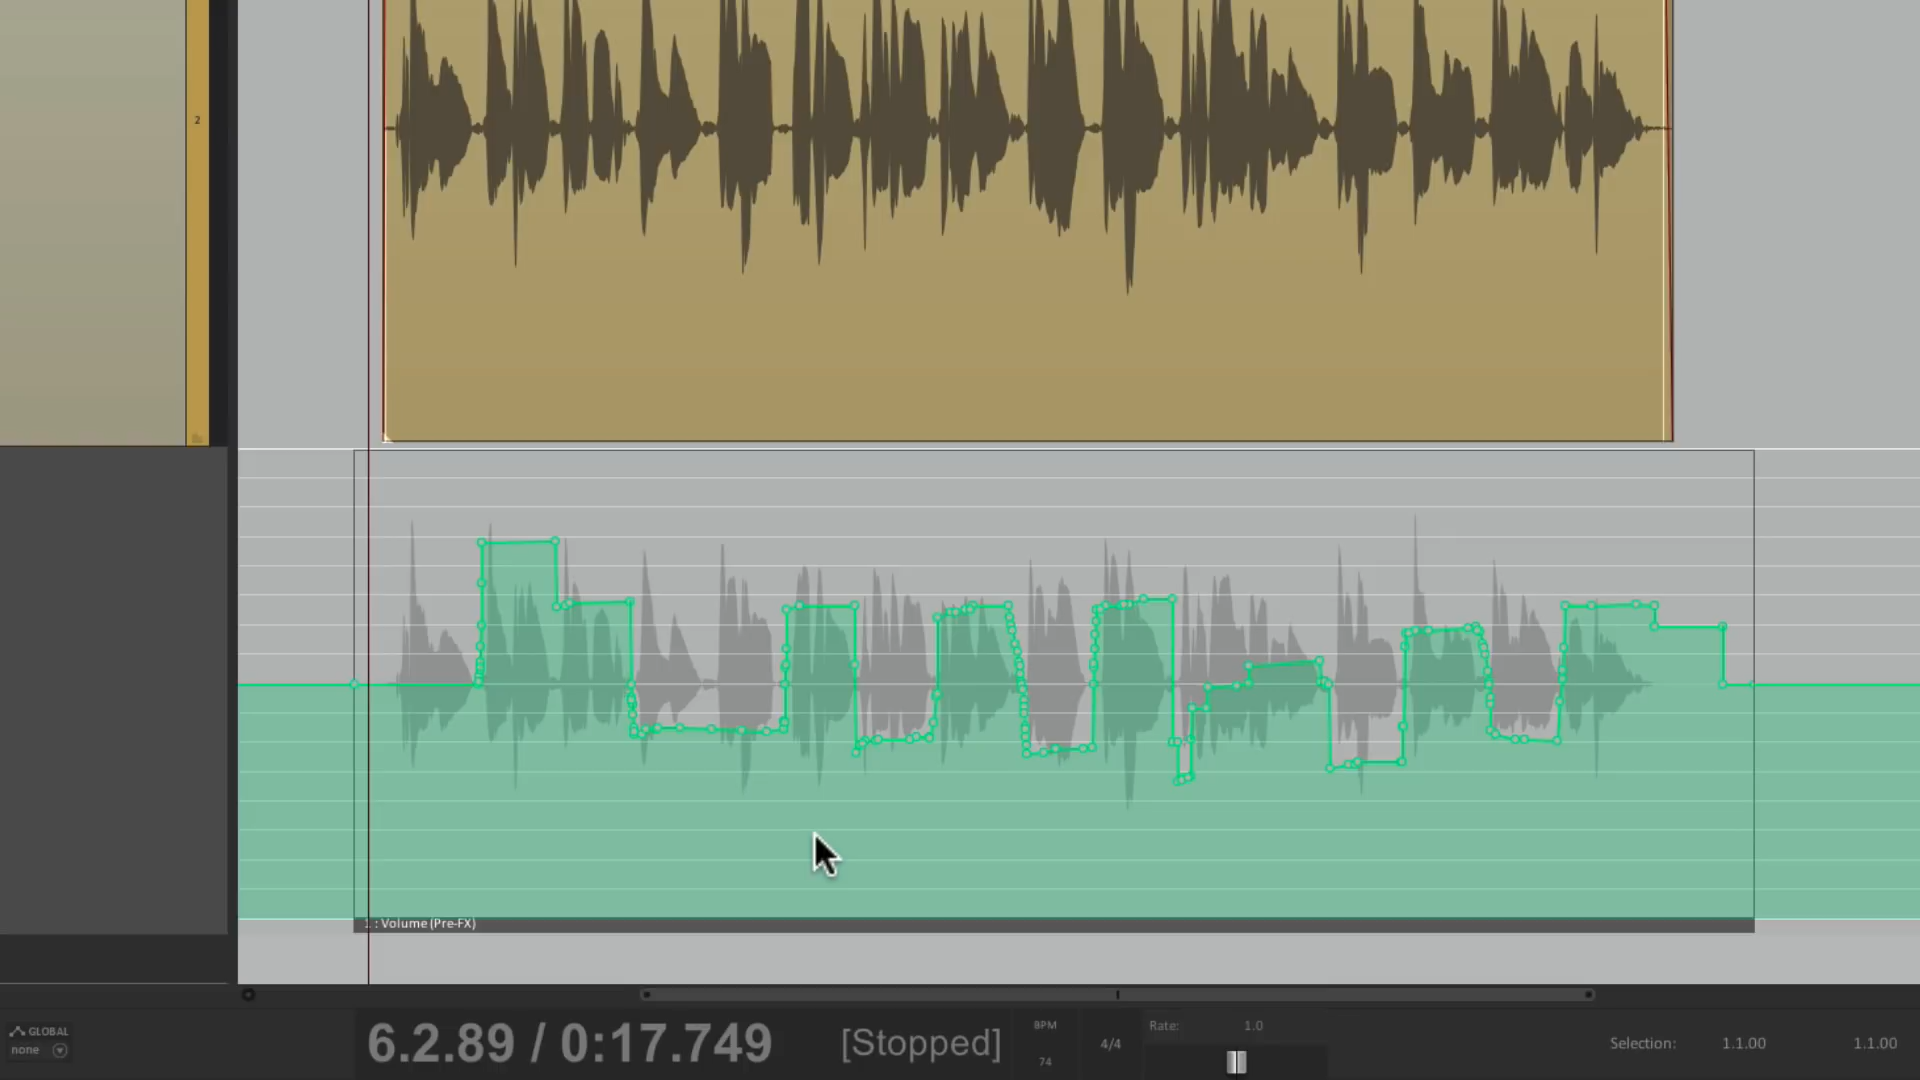 2
1 : Volume (Pre-FX)
GLOBAL
none
6.2.89 / 0:17.749
[Stopped]
BPM
74
4/4
Rate:
1.0
Selection:
1.1.00
1.1.00